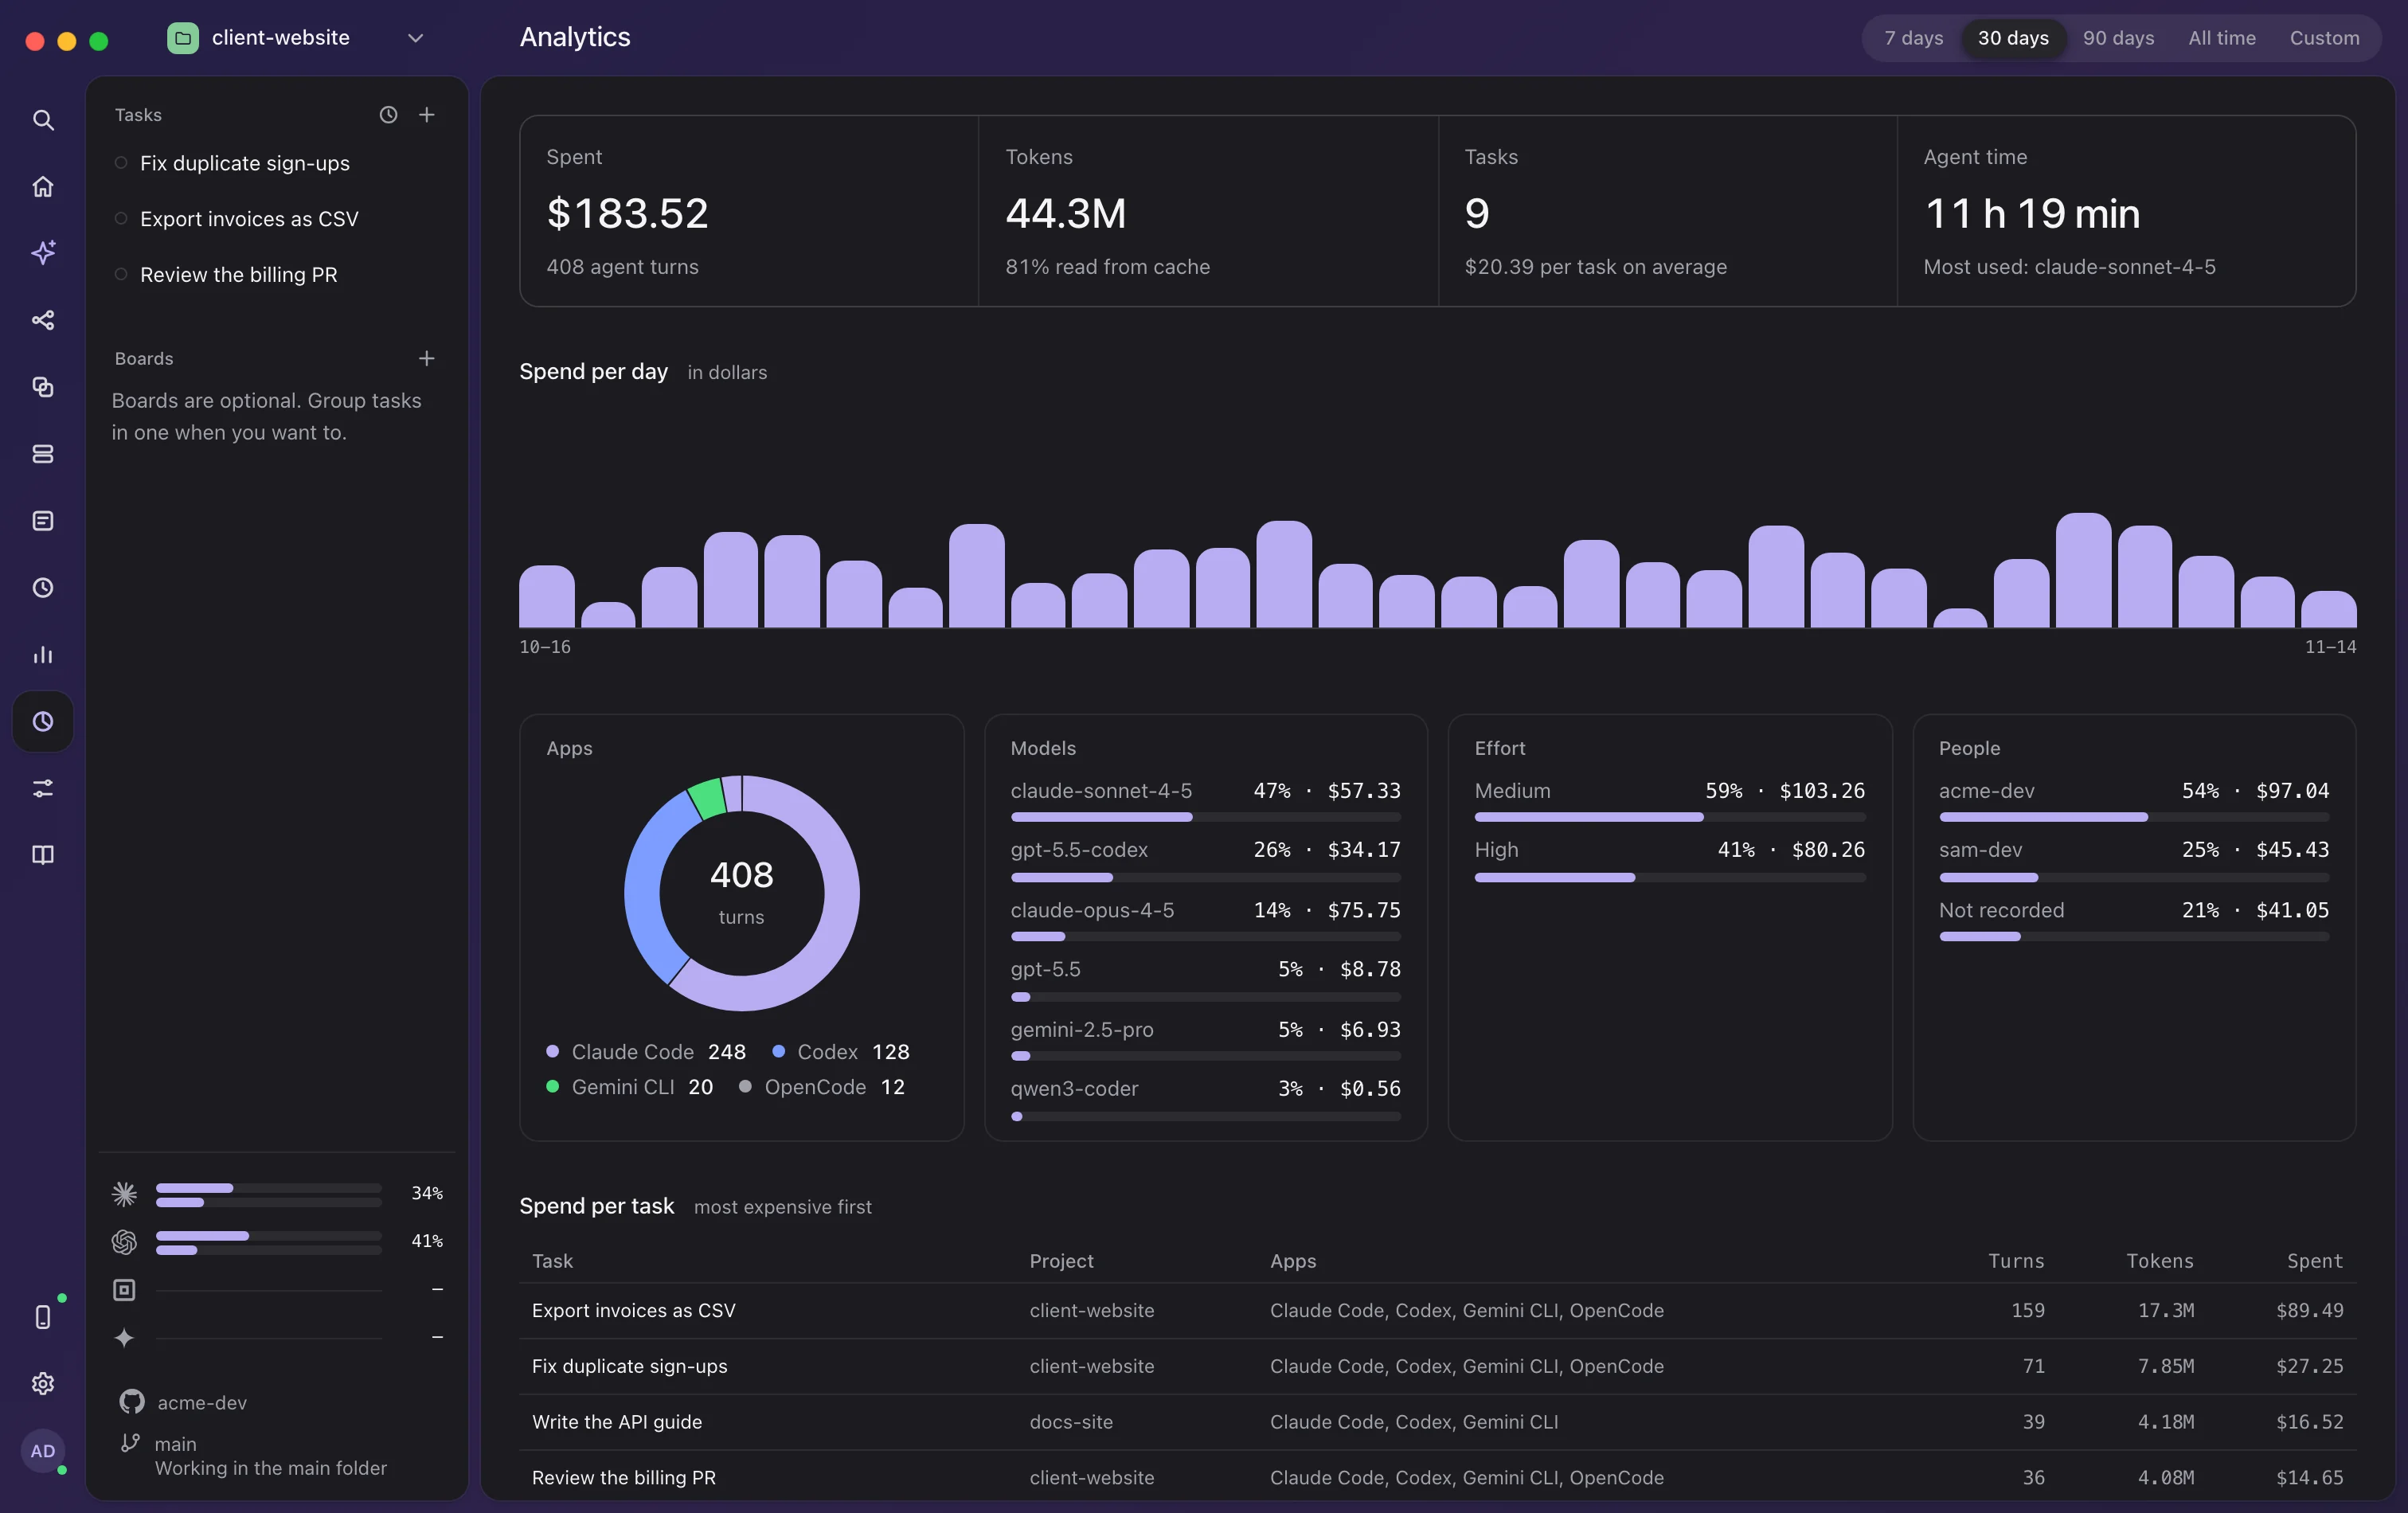 client-website
Analytics
7 days
30 days
90 days
All time
Custom
Tasks
Fix duplicate sign-ups
Export invoices as CSV
Review the billing PR
Boards
Boards are optional. Group tasks
in one when you want to.
34%
41%
–
–
acme-dev
main
Working in the main folder
AD
Spent
$183.52
408 agent turns
Tokens
44.3M
81% read from cache
Tasks
9
$20.39 per task on average
Agent time
11 h 19 min
Most used: claude-sonnet-4-5
Spend per day in dollars
10–16
11–14
Apps
408
turns
Claude Code 248 Codex 128
Gemini CLI 20 OpenCode 12
Models
claude-sonnet-4-5 47% · $57.33
gpt-5.5-codex 26% · $34.17
claude-opus-4-5 14% · $75.75
gpt-5.5 5% · $8.78
gemini-2.5-pro 5% · $6.93
qwen3-coder 3% · $0.56
Effort
Medium 59% · $103.26
High 41% · $80.26
People
acme-dev 54% · $97.04
sam-dev 25% · $45.43
Not recorded 21% · $41.05
Spend per task most expensive first
Task Project Apps Turns Tokens Spent
Export invoices as CSV client-website Claude Code, Codex, Gemini CLI, OpenCode 159 17.3M $89.49
Fix duplicate sign-ups client-website Claude Code, Codex, Gemini CLI, OpenCode 71 7.85M $27.25
Write the API guide docs-site Claude Code, Codex, Gemini CLI 39 4.18M $16.52
Review the billing PR client-website Claude Code, Codex, Gemini CLI, OpenCode 36 4.08M $14.65